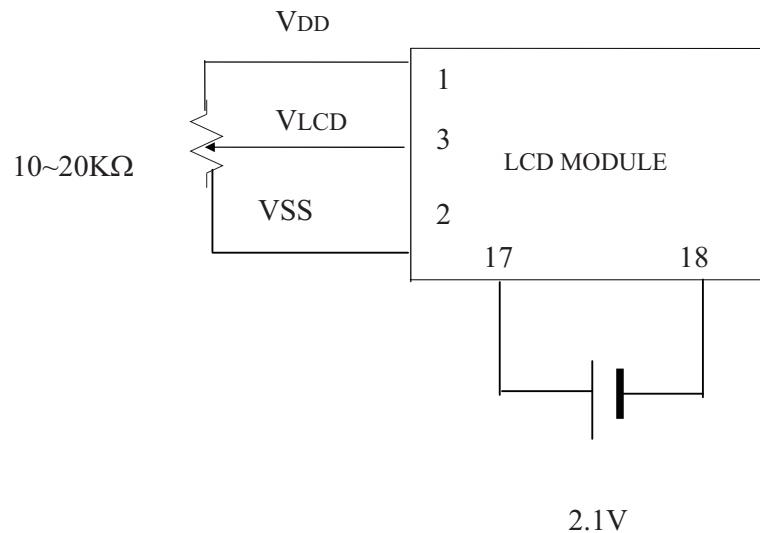 VDD
1
VLCD
3
10~20KΩ
LCD MODULE
VSS
2
17 18
2.1V